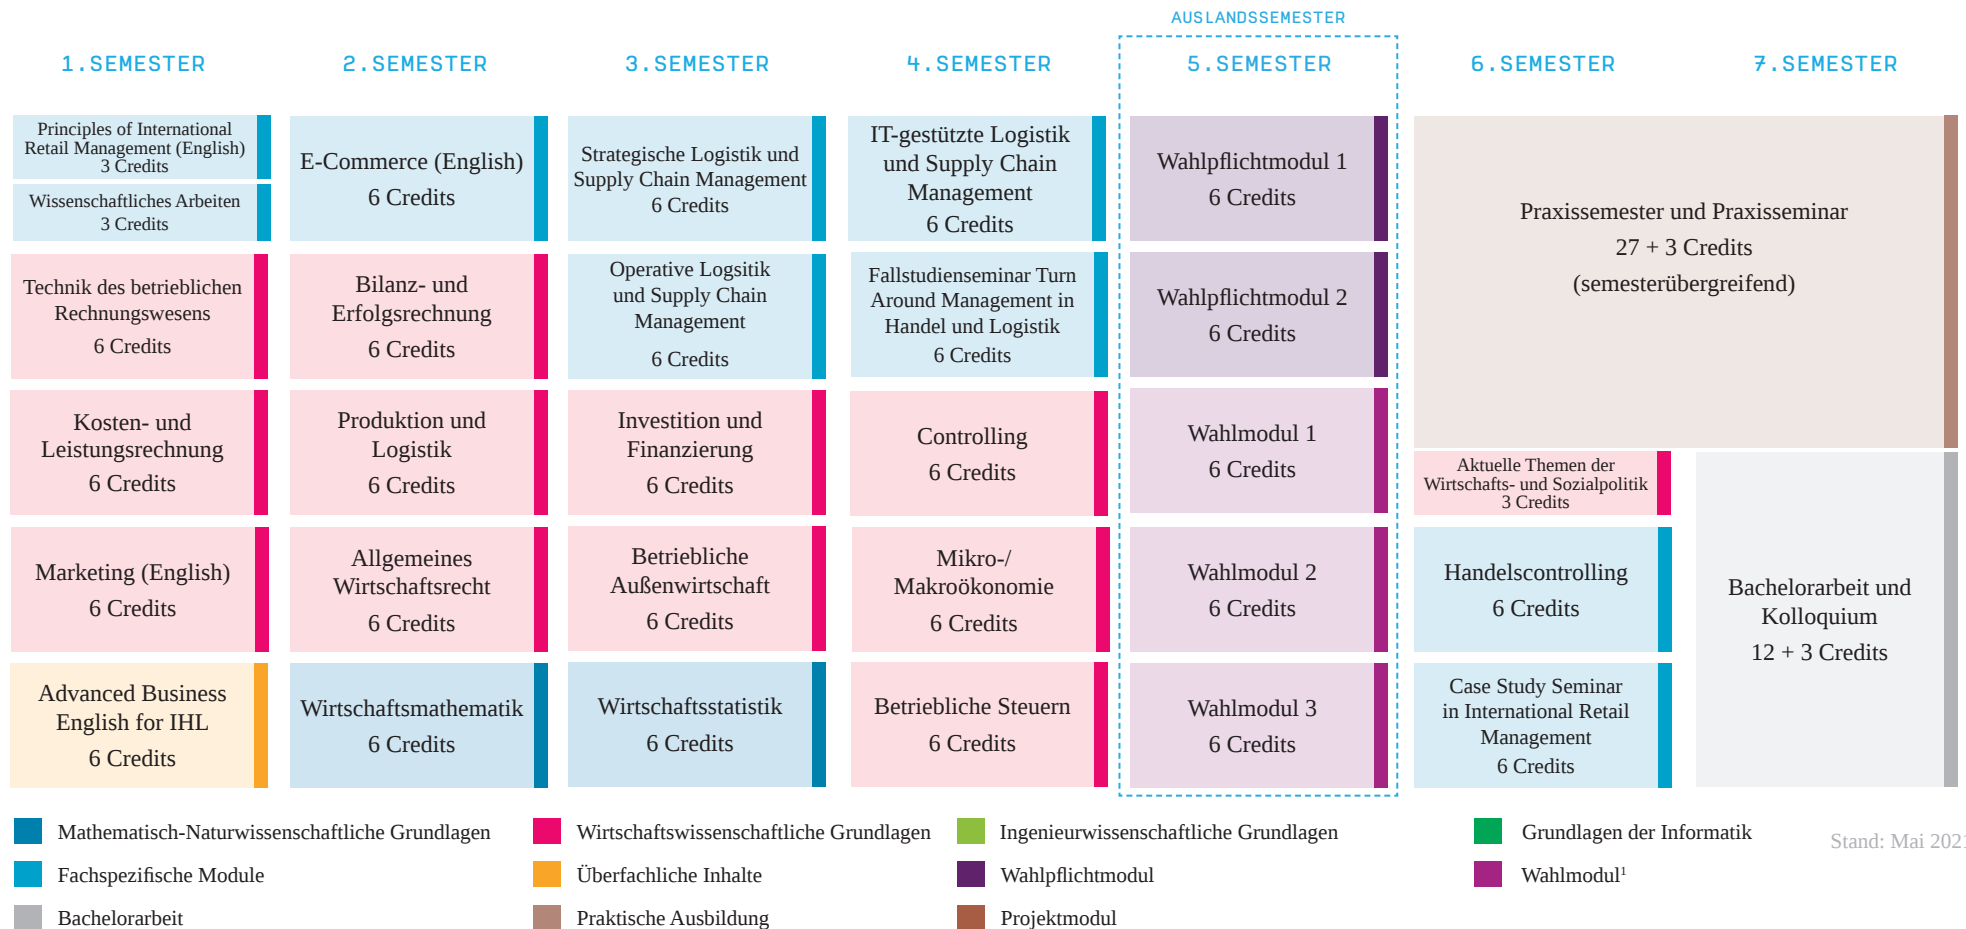 AUSLANDSSEMESTER
1.SEMESTER
2.SEMESTER
3.SEMESTER
4.SEMESTER
5.SEMESTER
6.SEMESTER
7.SEMESTER
Principles of International
Retail Management (English)
3 Credits
Wissenschaftliches Arbeiten
3 Credits
E-Commerce (English)
6 Credits
Strategische Logistik und
Supply Chain Management
6 Credits
IT-gestützte Logistik
und Supply Chain
Management
6 Credits
Wahlpflichtmodul 1
6 Credits
Praxissemester und Praxisseminar
27 + 3 Credits
(semesterübergreifend)
Technik des betrieblichen
Rechnungswesens
6 Credits
Bilanz- und
Erfolgsrechnung
6 Credits
Operative Logsitik
und Supply Chain
Management
6 Credits
Fallstudienseminar Turn
Around Management in
Handel und Logistik
6 Credits
Wahlpflichtmodul 2
6 Credits
Kosten- und
Leistungsrechnung
6 Credits
Produktion und
Logistik
6 Credits
Investition und
Finanzierung
6 Credits
Controlling
6 Credits
Wahlmodul 1
6 Credits
Aktuelle Themen der
Wirtschafts- und Sozialpolitik
3 Credits
Marketing (English)
6 Credits
Allgemeines
Wirtschaftsrecht
6 Credits
Betriebliche
Außenwirtschaft
6 Credits
Mikro-/
Makroökonomie
6 Credits
Wahlmodul 2
6 Credits
Handelscontrolling
6 Credits
Bachelorarbeit und
Kolloquium
12 + 3 Credits
Advanced Business
English for IHL
6 Credits
Wirtschaftsmathematik
6 Credits
Wirtschaftsstatistik
6 Credits
Betriebliche Steuern
6 Credits
Wahlmodul 3
6 Credits
Case Study Seminar
in International Retail
Management
6 Credits
Mathematisch-Naturwissenschaftliche Grundlagen
Wirtschaftswissenschaftliche Grundlagen
Ingenieurwissenschaftliche Grundlagen
Grundlagen der Informatik
Stand: Mai 2021
Fachspezifische Module
Überfachliche Inhalte
Wahlpflichtmodul
Wahlmodul¹
Bachelorarbeit
Praktische Ausbildung
Projektmodul